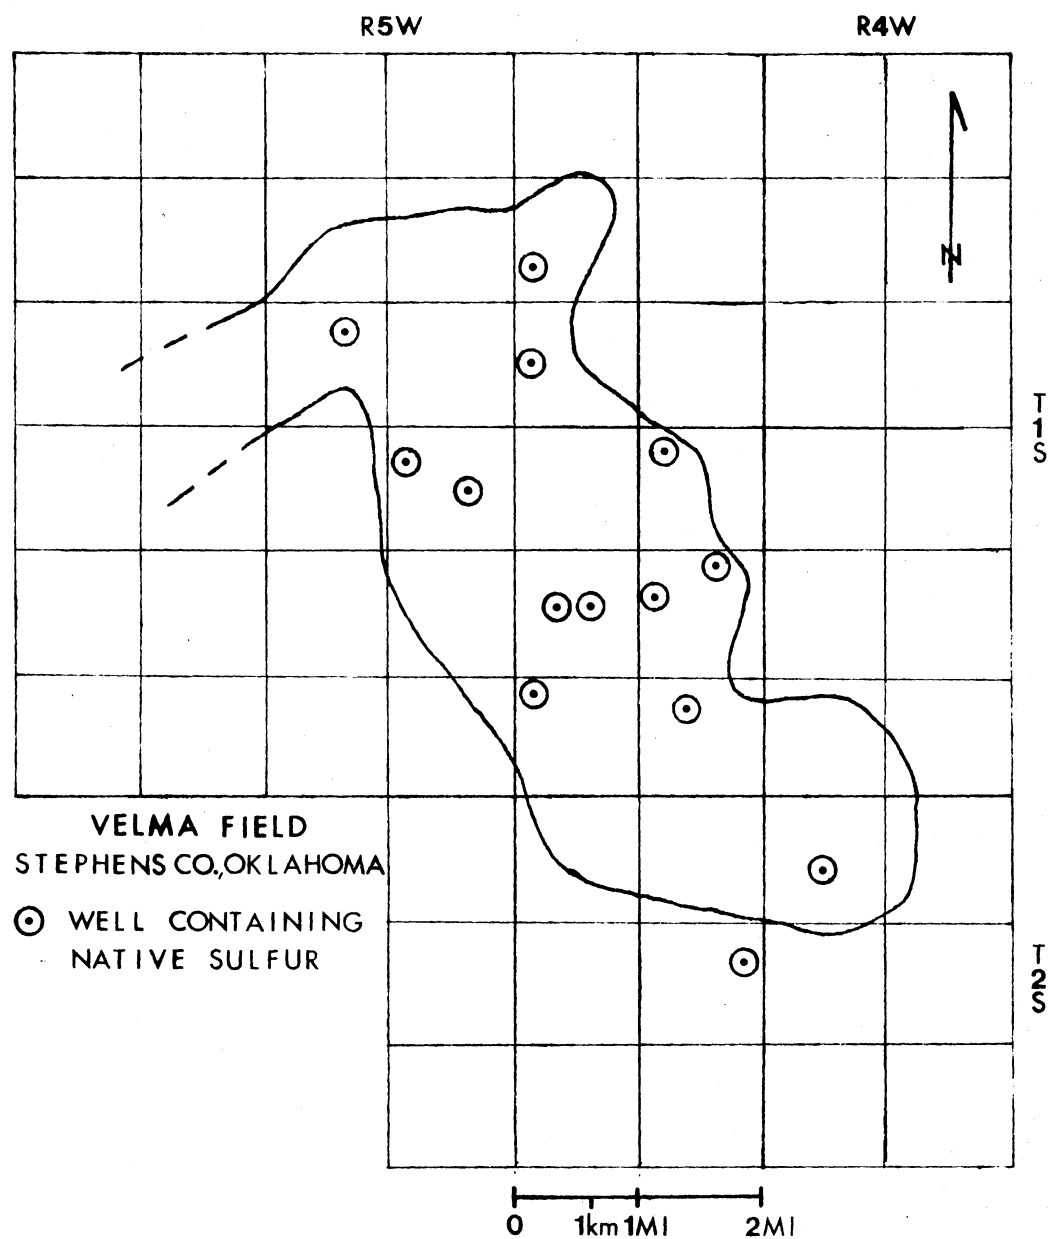 R5W R4W
N
T
1
S
VELMA FIELD
STEPHENS CO., OKLAHOMA
WELL CONTAINING
NATIVE SULFUR
T
2
S
0 1km 1MI 2MI